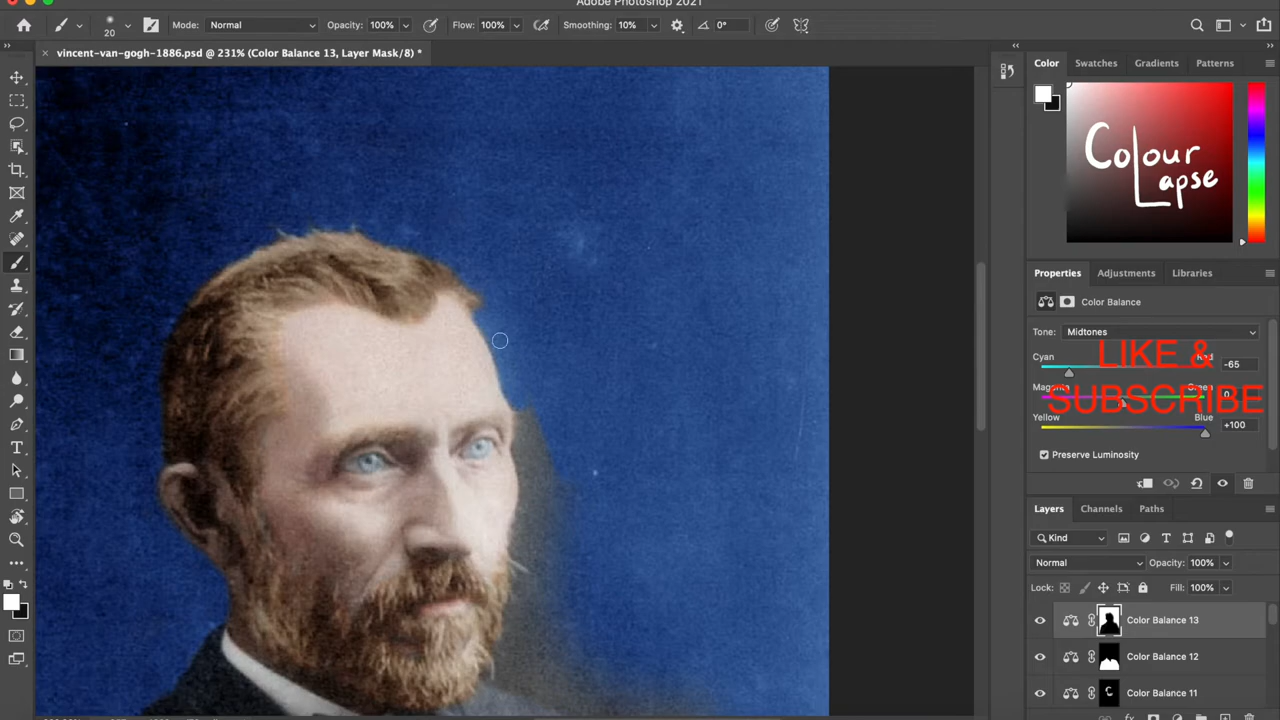 Adobe Photoshop 2021
20 Mode: Normal Opacity: 100% Flow: 100% Smoothing: 10% 0°
× vincent-van-gogh-1886.psd @ 231% (Color Balance 13, Layer Mask/8) *
Color Swatches Gradients Patterns
Colour
Lapse
Properties Adjustments Libraries
Color Balance
Tone: Midtones
Cyan Red -65
LIKE &
Magenta Green 0
SUBSCRIBE
Yellow Blue +100
Preserve Luminosity
Layers Channels Paths
Kind
Normal Opacity: 100%
Lock: Fill: 100%
Color Balance 13
Color Balance 12
Color Balance 11